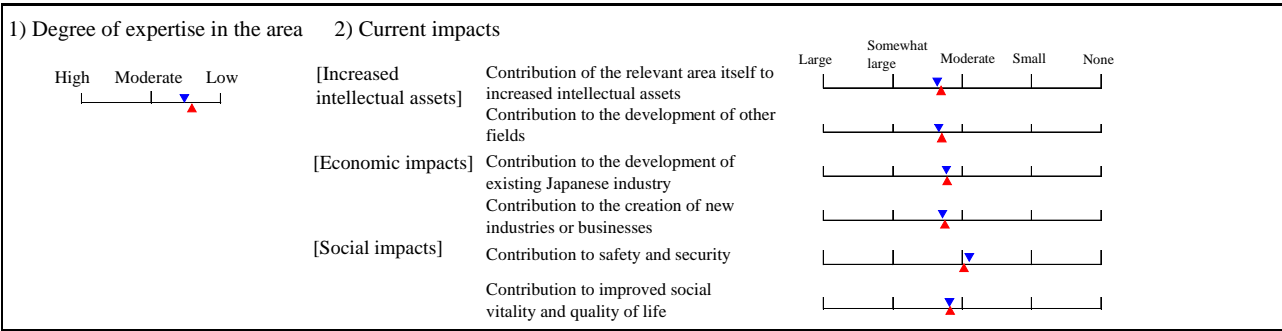 1) Degree of expertise in the area 2) Current impacts
High Moderate Low
Large Somewhat large Moderate Small None
[Increased intellectual assets]
Contribution of the relevant area itself to
increased intellectual assets
Contribution to the development of other
fields
[Economic impacts]
Contribution to the development of
existing Japanese industry
Contribution to the creation of new
industries or businesses
[Social impacts]
Contribution to safety and security
Contribution to improved social
vitality and quality of life